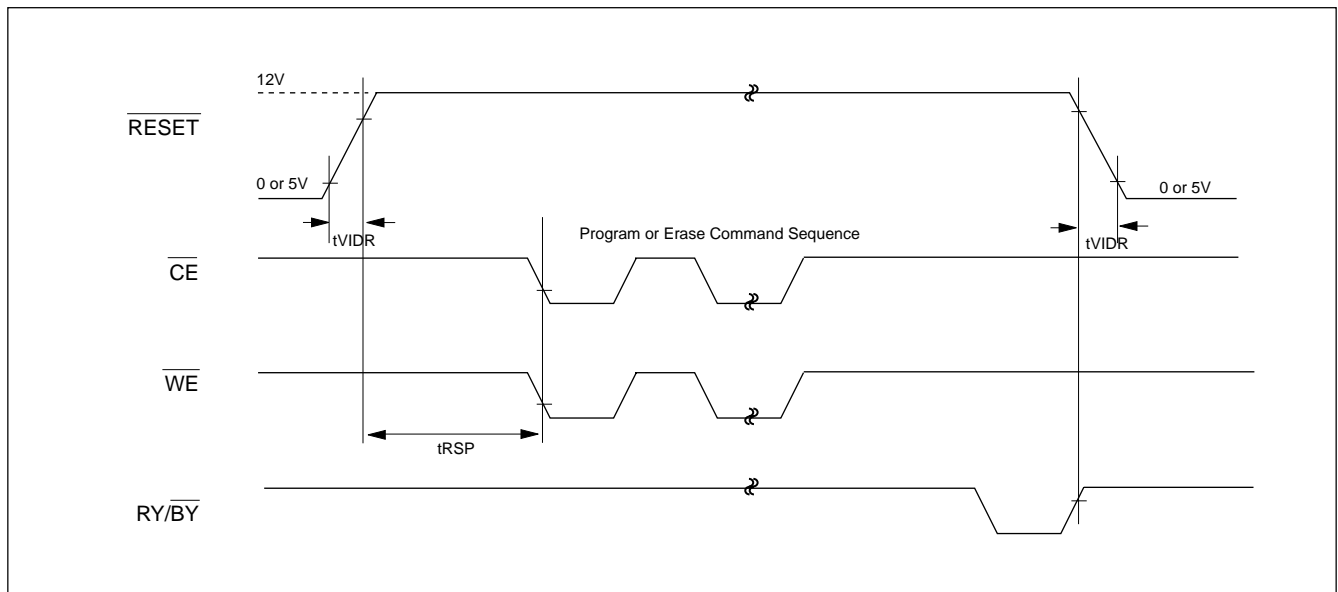 12V
RESET
0 or 5V
0 or 5V
tVIDR
tVIDR
Program or Erase Command Sequence
CE
WE
tRSP
RY/BY